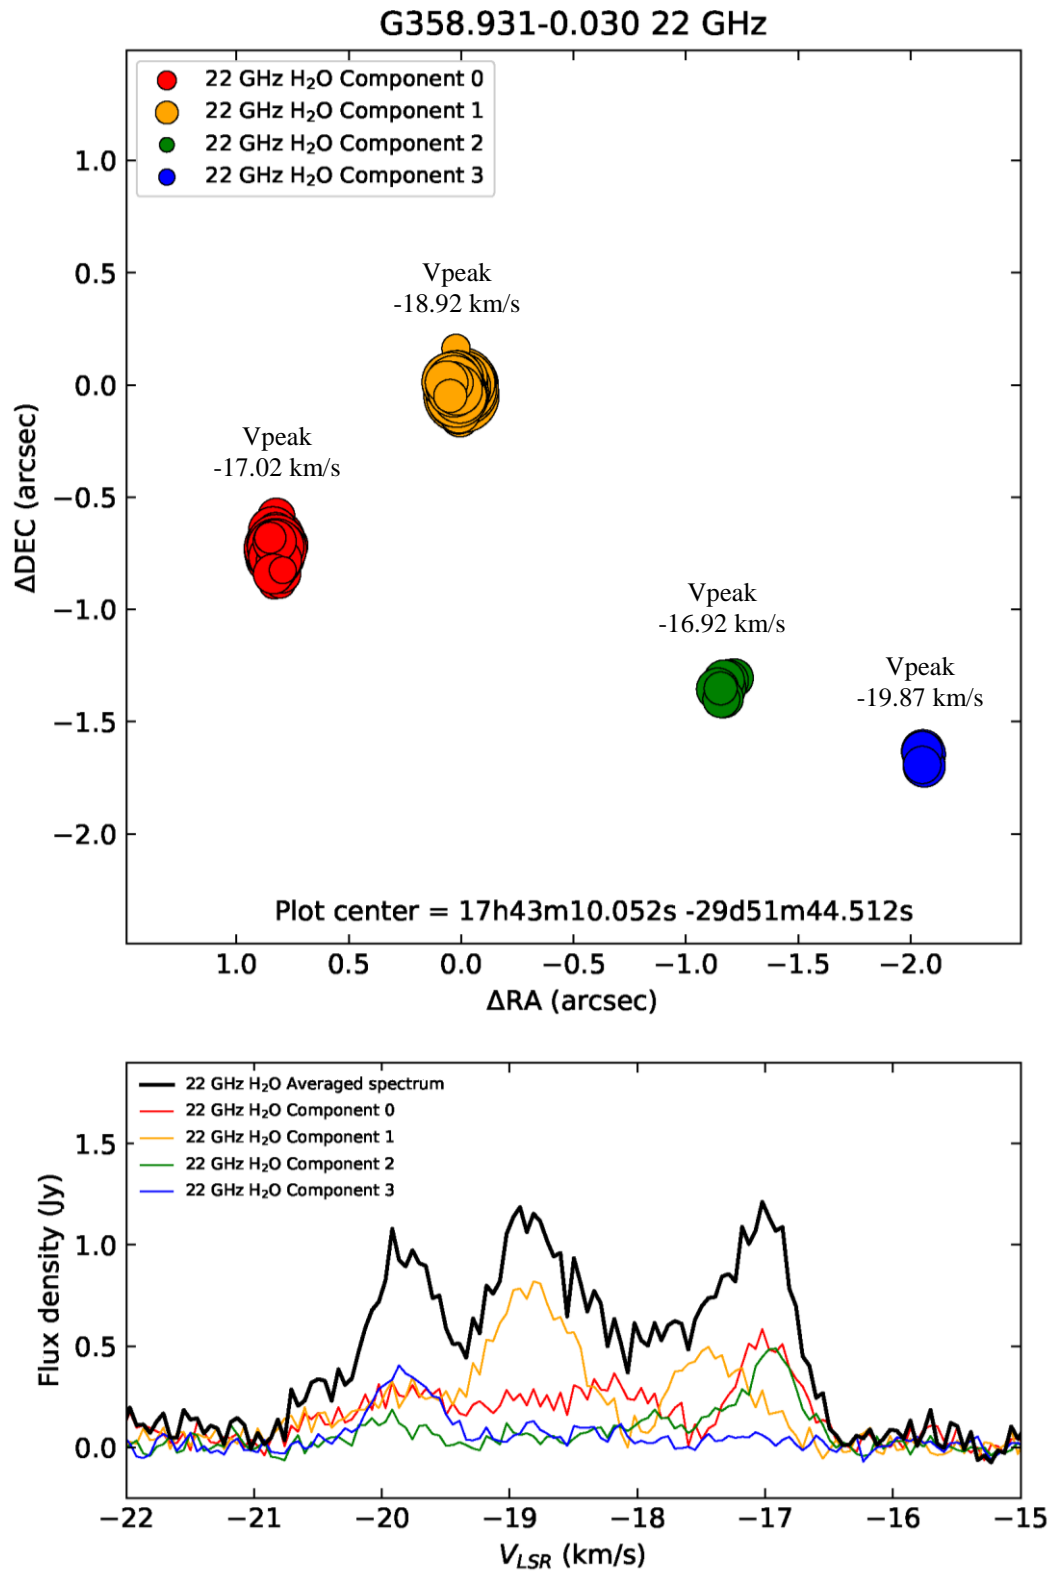 G358.931-0.030 22 GHz
22 GHz H₂O Component 0
22 GHz H₂O Component 1
22 GHz H₂O Component 2
22 GHz H₂O Component 3
1.0
0.5
0.0
−0.5
−1.0
−1.5
−2.0
ΔDEC (arcsec)
Vpeak
-18.92 km/s
Vpeak
-17.02 km/s
Vpeak
-16.92 km/s
Vpeak
-19.87 km/s
Plot center = 17h43m10.052s -29d51m44.512s
1.0 0.5 0.0 −0.5 −1.0 −1.5 −2.0
ΔRA (arcsec)
22 GHz H₂O Averaged spectrum
22 GHz H₂O Component 0
22 GHz H₂O Component 1
22 GHz H₂O Component 2
22 GHz H₂O Component 3
1.5
1.0
0.5
0.0
Flux density (Jy)
−22 −21 −20 −19 −18 −17 −16 −15
V_LSR (km/s)